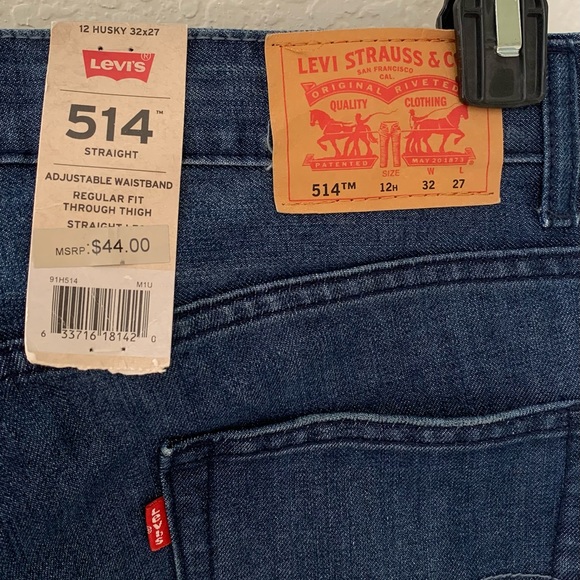 12 HUSKY 32x27
LEVI'S®
514™
STRAIGHT
ADJUSTABLE WAISTBAND
REGULAR FIT
THROUGH THIGH
STRAIGHT
MSRP:$44.00
91H514 M1U
6 33716 18142 0
LEVI STRAUSS &
SAN FRANCISCO
CAL.
ORIGINAL RIVETED
QUALITY CLOTHING
PATENTED MAY 20 1873
SIZE W L
514™ 12H 32 27
LEVI'S